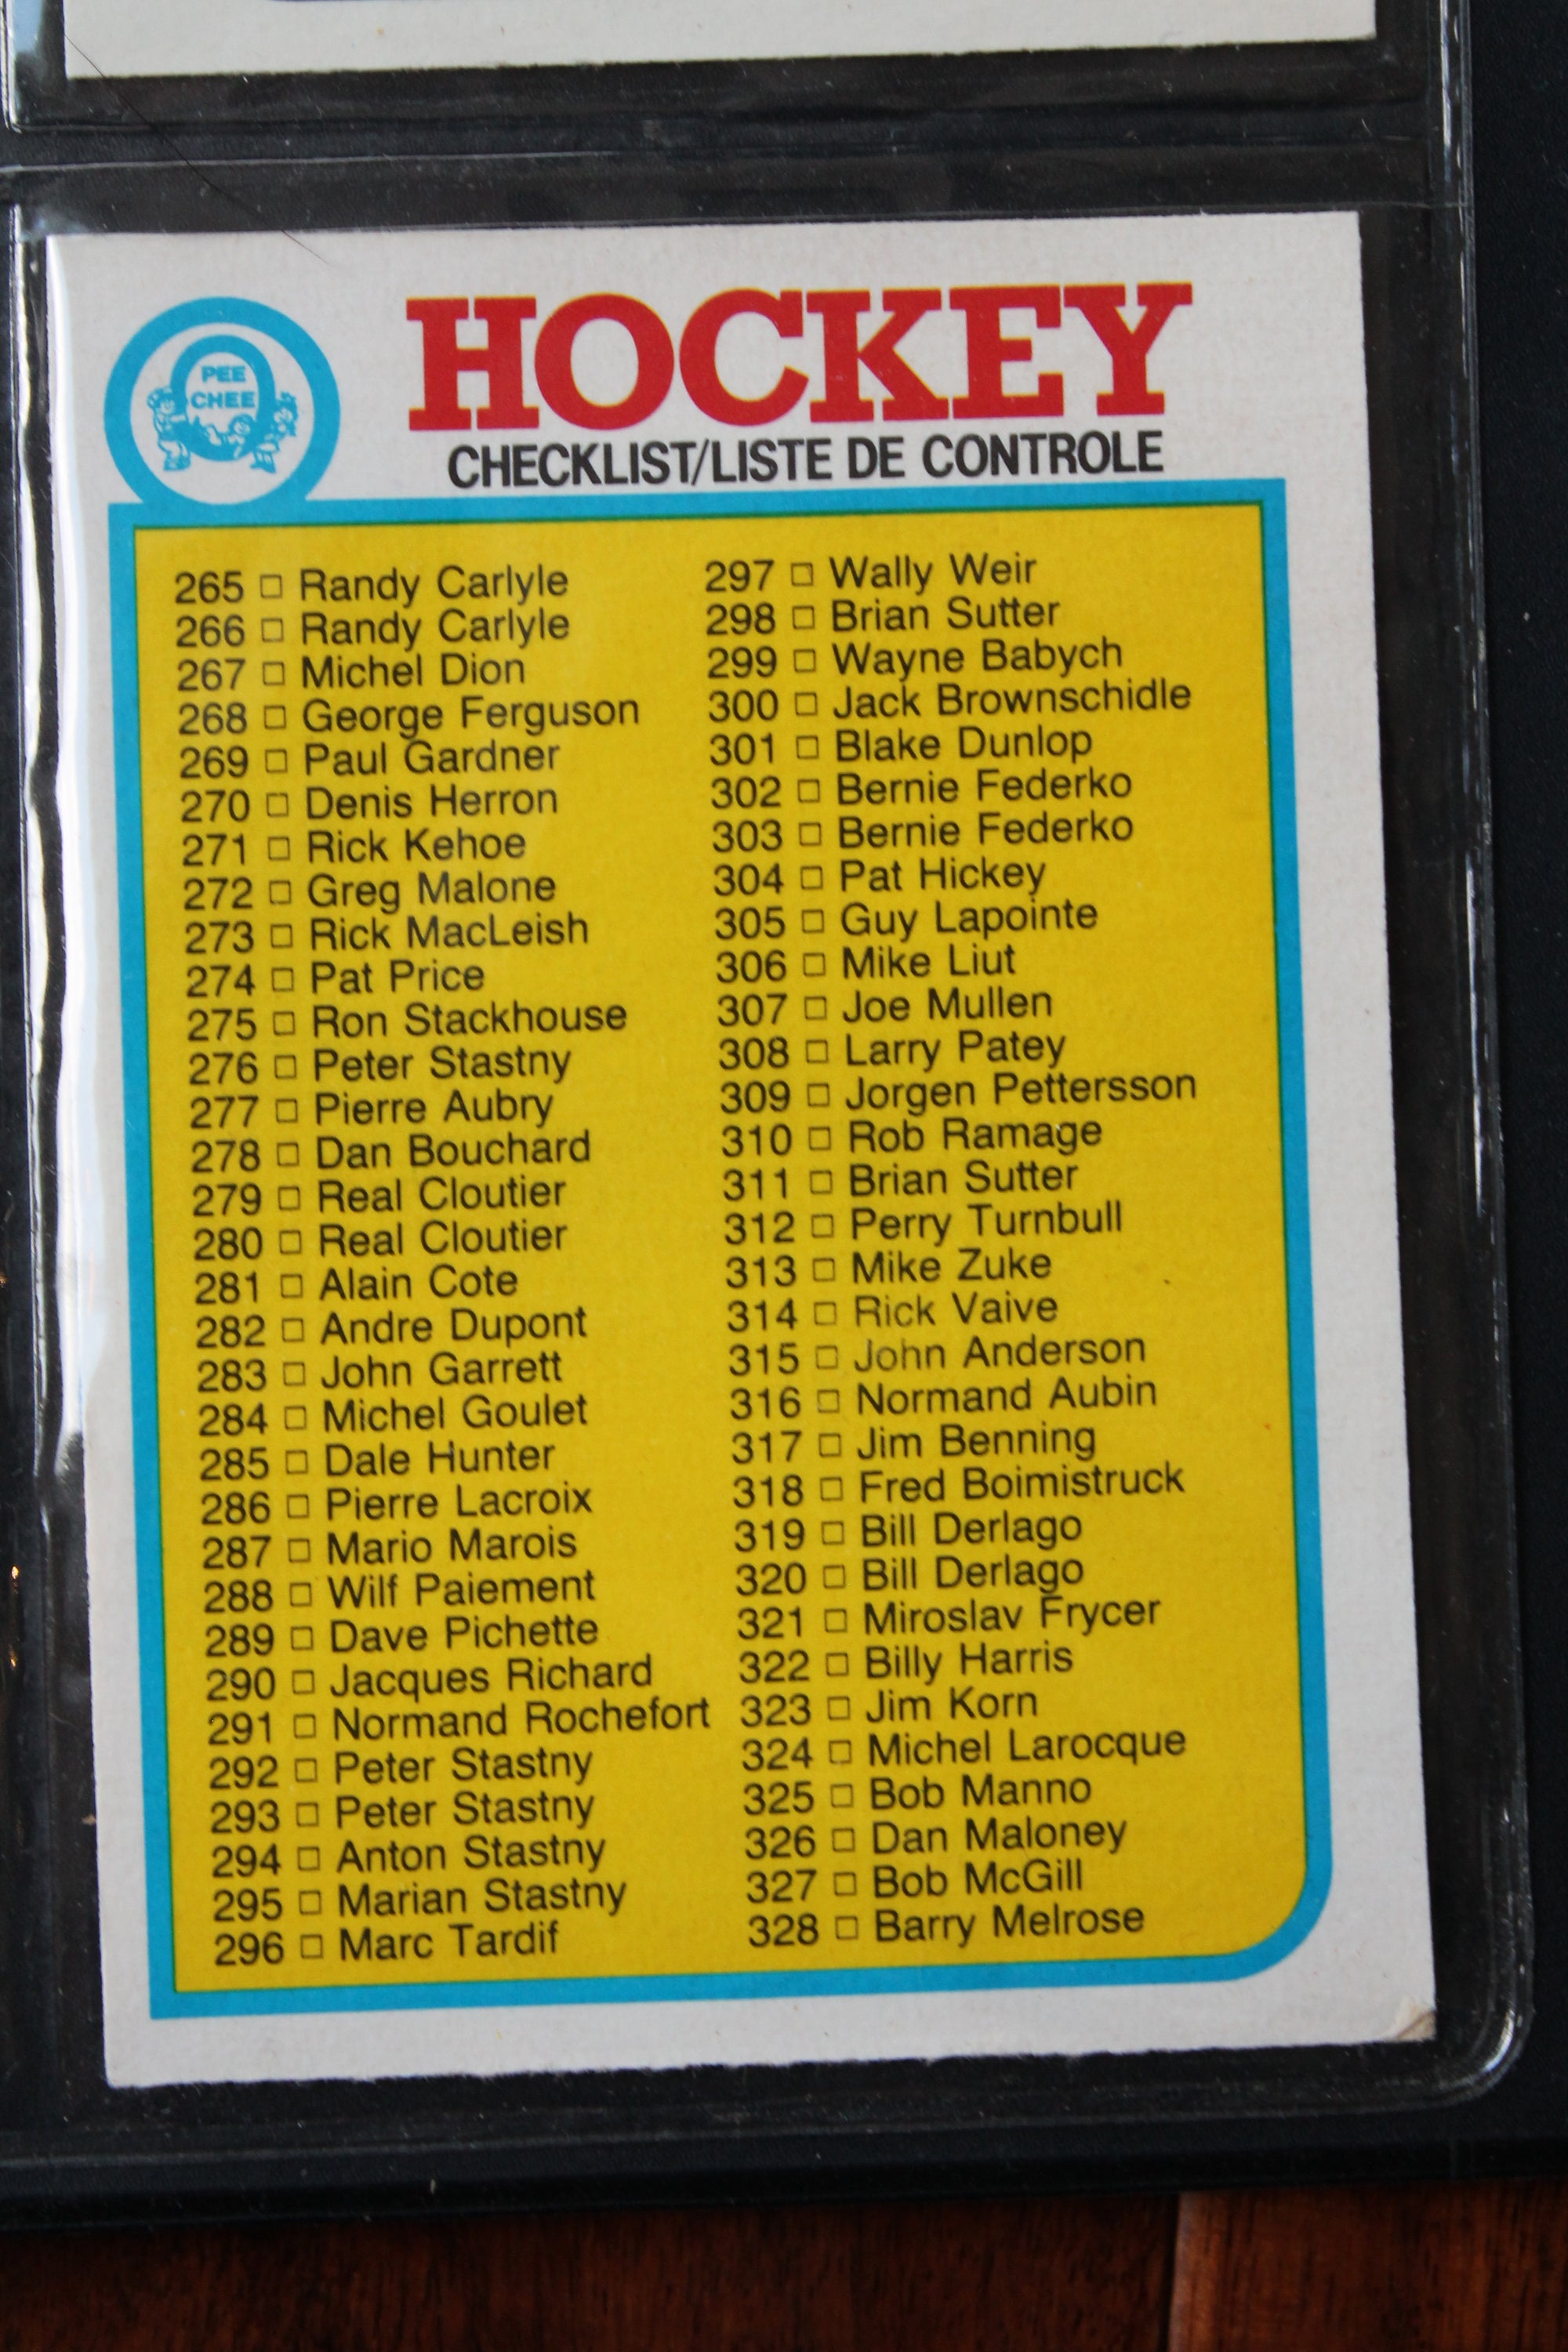 PEE
CHEE
HOCKEY
CHECKLIST/LISTE DE CONTROLE
265 □ Randy Carlyle
266 □ Randy Carlyle
267 □ Michel Dion
268 □ George Ferguson
269 □ Paul Gardner
270 □ Denis Herron
271 □ Rick Kehoe
272 □ Greg Malone
273 □ Rick MacLeish
274 □ Pat Price
275 □ Ron Stackhouse
276 □ Peter Stastny
277 □ Pierre Aubry
278 □ Dan Bouchard
279 □ Real Cloutier
280 □ Real Cloutier
281 □ Alain Cote
282 □ Andre Dupont
283 □ John Garrett
284 □ Michel Goulet
285 □ Dale Hunter
286 □ Pierre Lacroix
287 □ Mario Marois
288 □ Wilf Paiement
289 □ Dave Pichette
290 □ Jacques Richard
291 □ Normand Rochefort
292 □ Peter Stastny
293 □ Peter Stastny
294 □ Anton Stastny
295 □ Marian Stastny
296 □ Marc Tardif
297 □ Wally Weir
298 □ Brian Sutter
299 □ Wayne Babych
300 □ Jack Brownschidle
301 □ Blake Dunlop
302 □ Bernie Federko
303 □ Bernie Federko
304 □ Pat Hickey
305 □ Guy Lapointe
306 □ Mike Liut
307 □ Joe Mullen
308 □ Larry Patey
309 □ Jorgen Pettersson
310 □ Rob Ramage
311 □ Brian Sutter
312 □ Perry Turnbull
313 □ Mike Zuke
314 □ Rick Vaive
315 □ John Anderson
316 □ Normand Aubin
317 □ Jim Benning
318 □ Fred Boimistruck
319 □ Bill Derlago
320 □ Bill Derlago
321 □ Miroslav Frycer
322 □ Billy Harris
323 □ Jim Korn
324 □ Michel Larocque
325 □ Bob Manno
326 □ Dan Maloney
327 □ Bob McGill
328 □ Barry Melrose